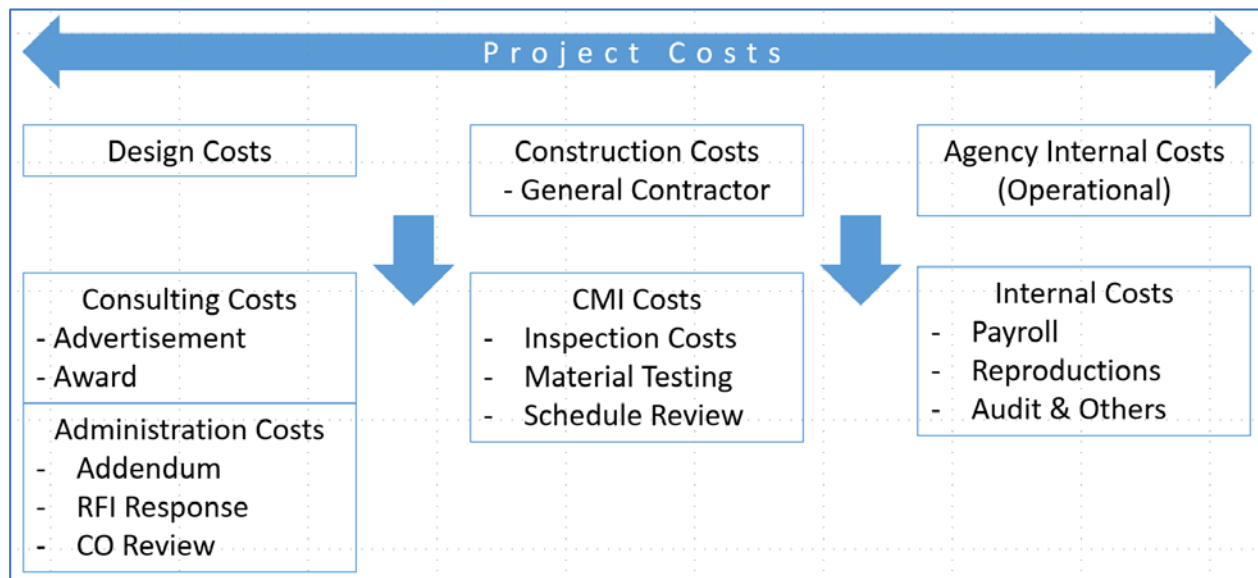 Project Costs
Design Costs
Construction Costs
- General Contractor
Agency Internal Costs
(Operational)
Consulting Costs
- Advertisement
- Award
Administration Costs
- Addendum
- RFI Response
- CO Review
CMI Costs
- Inspection Costs
- Material Testing
- Schedule Review
Internal Costs
- Payroll
- Reproductions
- Audit & Others